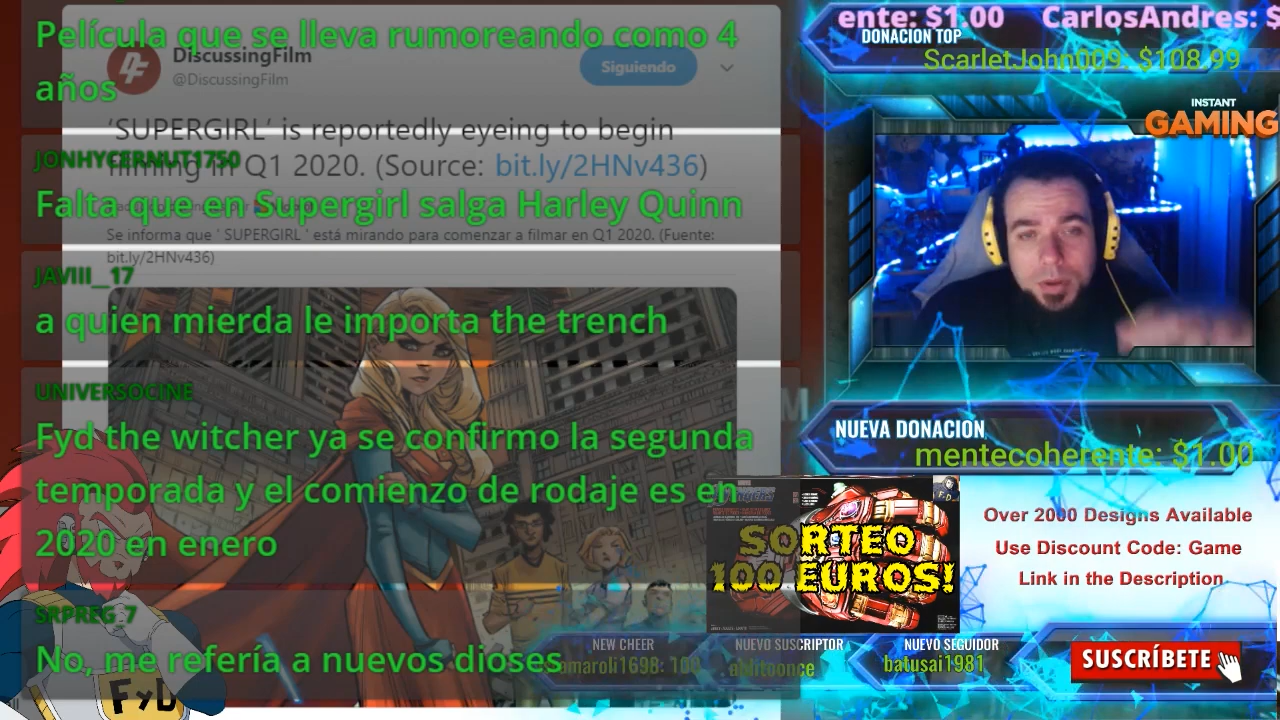 Película que se lleva rumoreando como 4
años
DiscussingFilm
@DiscussingFilm
Siguiendo
‘SUPERGIRL’ is reportedly eyeing to begin
filming in Q1 2020. (Source: bit.ly/2HNv436)
JONHYCERNUT1750
Falta que en Supergirl salga Harley Quinn
Se informa que ' SUPERGIRL ' está mirando para comenzar a filmar en Q1 2020. (Fuente:
bit.ly/2HNv436)
JAVIII__17
a quien mierda le importa the trench
UNIVERSOCINE
Fyd the witcher ya se confirmo la segunda
temporada y el comienzo de rodaje es en
2020 en enero
SRPREG_7
No, me refería a nuevos dioses
FyD
ente: $1.00 CarlosAndres: $
DONACION TOP
ScarletJohn009: $108.99
INSTANT
GAMING
NUEVA DONACION
mentecoherente: $1.00
SORTEO
100 EUROS!
Over 2000 Designs Available
Use Discount Code: Game
Link in the Description
NEW CHEER
NUEVO SUSCRIPTOR
NUEVO SEGUIDOR
batusai1981
SUSCRÍBETE